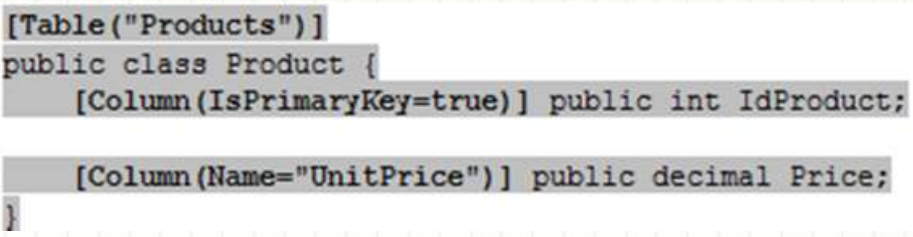 [Table("Products")]
public class Product {
    [Column(IsPrimaryKey=true)] public int IdProduct;
    [Column(Name="UnitPrice")] public decimal Price;
}